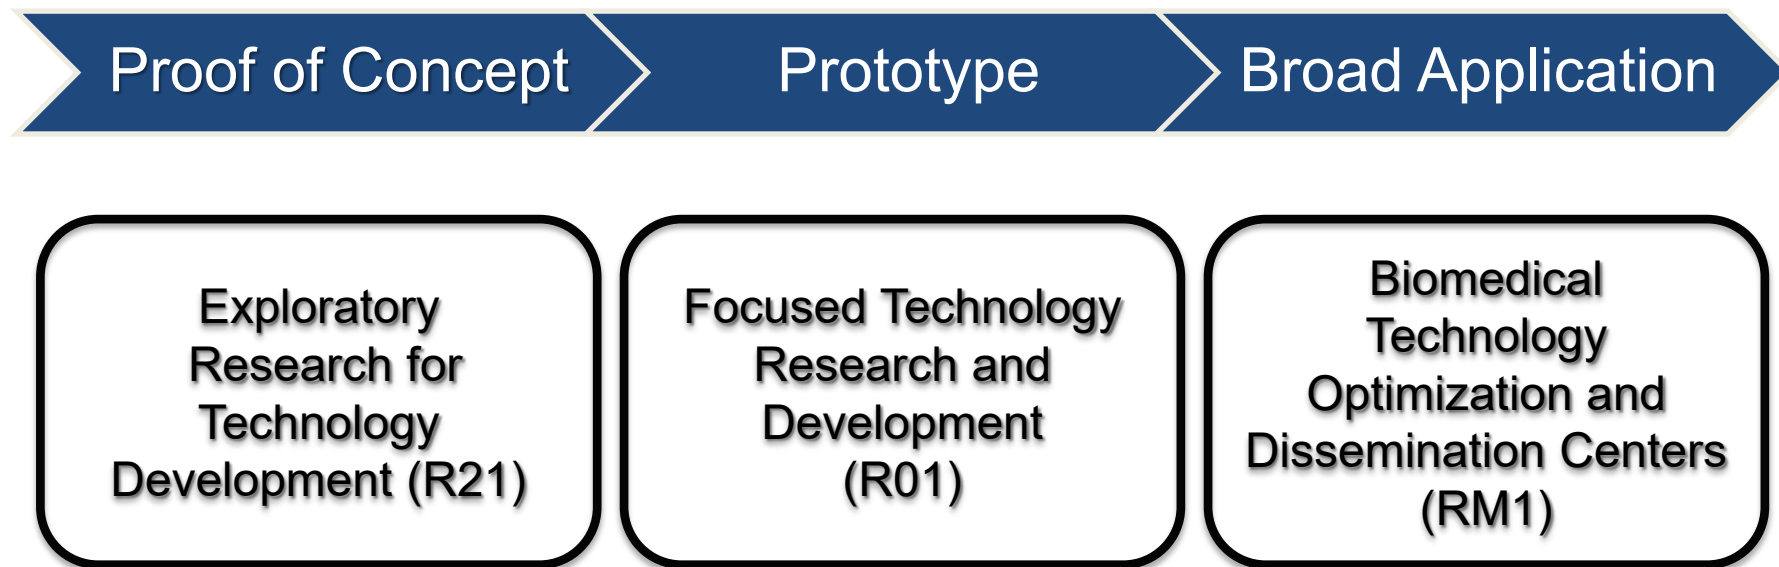 Proof of Concept
Prototype
Broad Application
Exploratory
Research for
Technology
Development (R21)
Focused Technology
Research and
Development
(R01)
Biomedical
Technology
Optimization and
Dissemination Centers
(RM1)